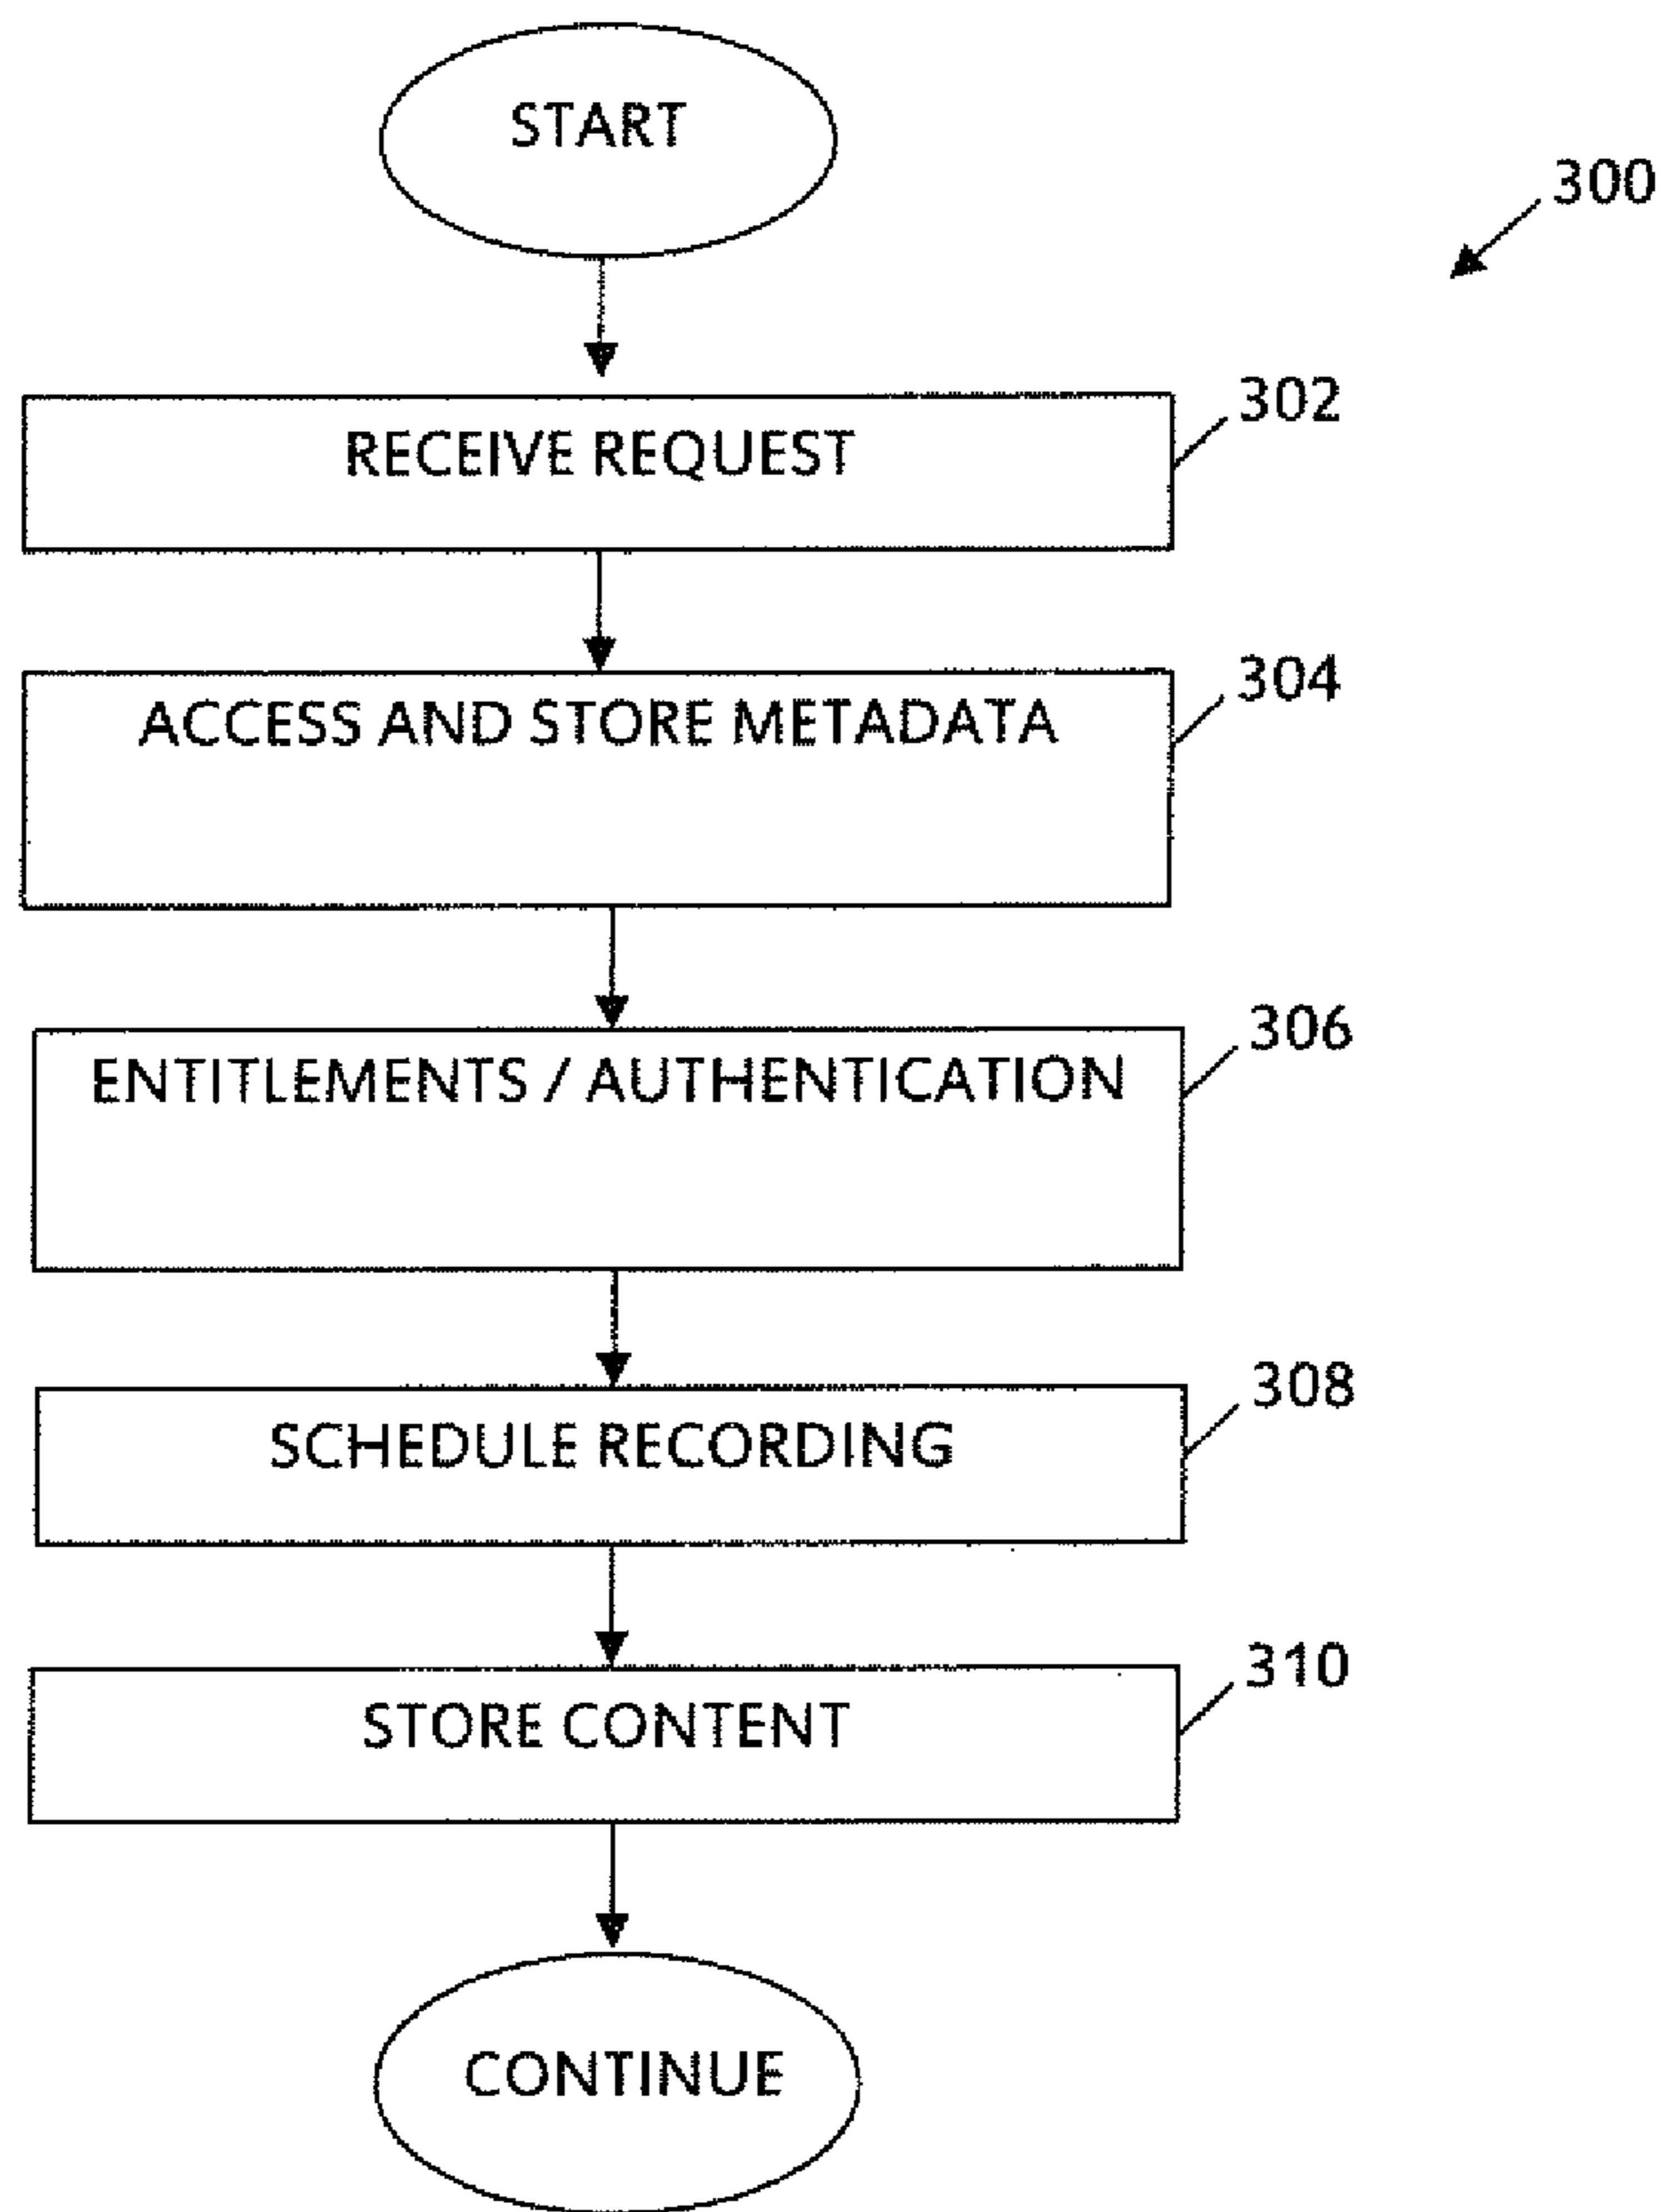 START
300
302
RECEIVE REQUEST
304
ACCESS AND STORE METADATA
306
ENTITLEMENTS / AUTHENTICATION
308
SCHEDULE RECORDING
310
STORE CONTENT
CONTINUE